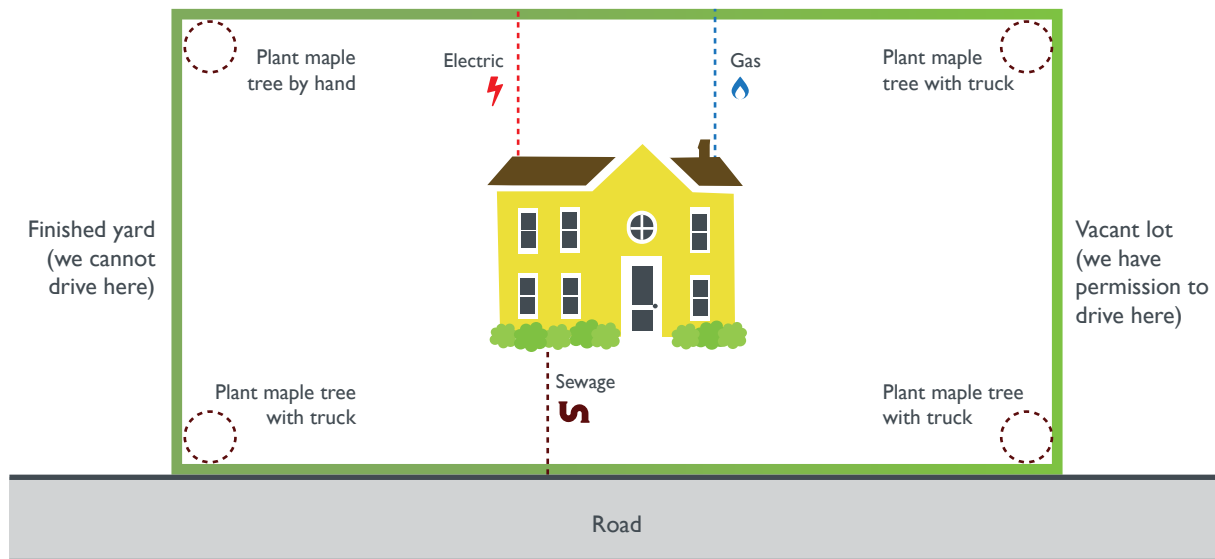 Plant maple
tree by hand
Electric
Gas
Plant maple
tree with truck
Finished yard
(we cannot
drive here)
Vacant lot
(we have
permission to
drive here)
Plant maple tree
with truck
Sewage
Plant maple tree
with truck
Road